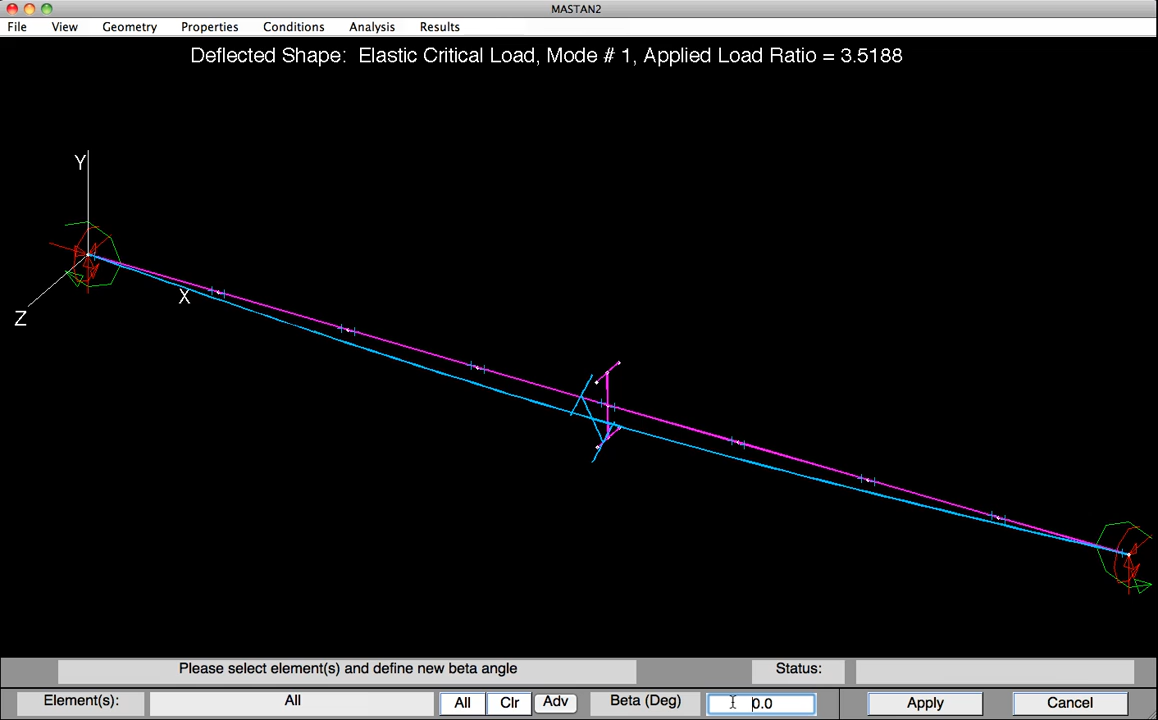 MASTAN2
File View Geometry Properties Conditions Analysis Results
Deflected Shape: Elastic Critical Load, Mode # 1, Applied Load Ratio = 3.5188
Y
X
Z
Please select element(s) and define new beta angle Status:
Element(s): All All Clr Adv Beta (Deg) 0.0 Apply Cancel